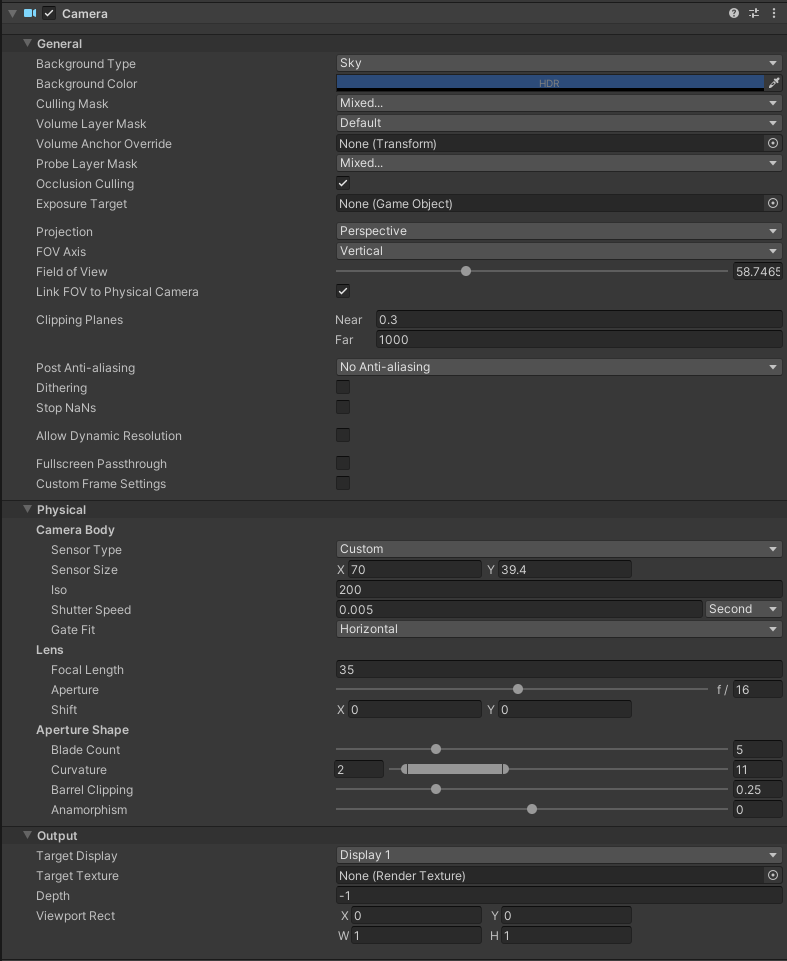 Camera
General
Background Type Sky
Background Color HDR
Culling Mask Mixed...
Volume Layer Mask Default
Volume Anchor Override None (Transform)
Probe Layer Mask Mixed...
Occlusion Culling
Exposure Target None (Game Object)
Projection Perspective
FOV Axis Vertical
Field of View 58.7465
Link FOV to Physical Camera
Clipping Planes Near 0.3
Far 1000
Post Anti-aliasing No Anti-aliasing
Dithering
Stop NaNs
Allow Dynamic Resolution
Fullscreen Passthrough
Custom Frame Settings
Physical
Camera Body
Sensor Type Custom
Sensor Size X 70 Y 39.4
Iso 200
Shutter Speed 0.005 Second
Gate Fit Horizontal
Lens
Focal Length 35
Aperture f / 16
Shift X 0 Y 0
Aperture Shape
Blade Count 5
Curvature 2 11
Barrel Clipping 0.25
Anamorphism 0
Output
Target Display Display 1
Target Texture None (Render Texture)
Depth -1
Viewport Rect X 0 Y 0
W 1 H 1